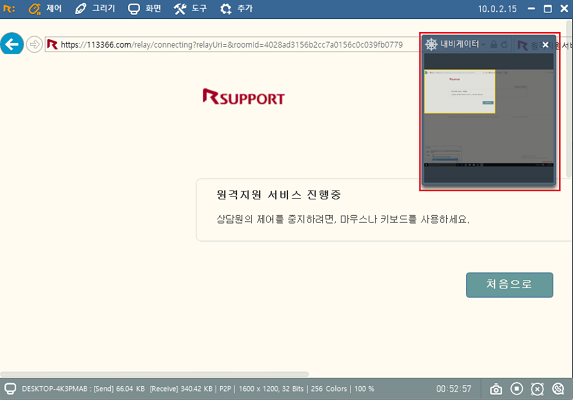 R: 제어 그리기 화면 도구 추가 10.0.2.15
https://113366.com/relay/connecting?relayUri=&roomId=4028ad3156b2cc7a0156c0c039fb0779
내비게이터
RSUPPORT
원격지원 서비스 진행중
상담원의 제어를 중지하려면, 마우스나 키보드를 사용하세요.
처음으로
DESKTOP-4K3PMAB : [Send] 66.04 KB [Receive] 340.42 KB | P2P | 1600 x 1200, 32 Bits | 256 Colors | 100 % 00:52:57